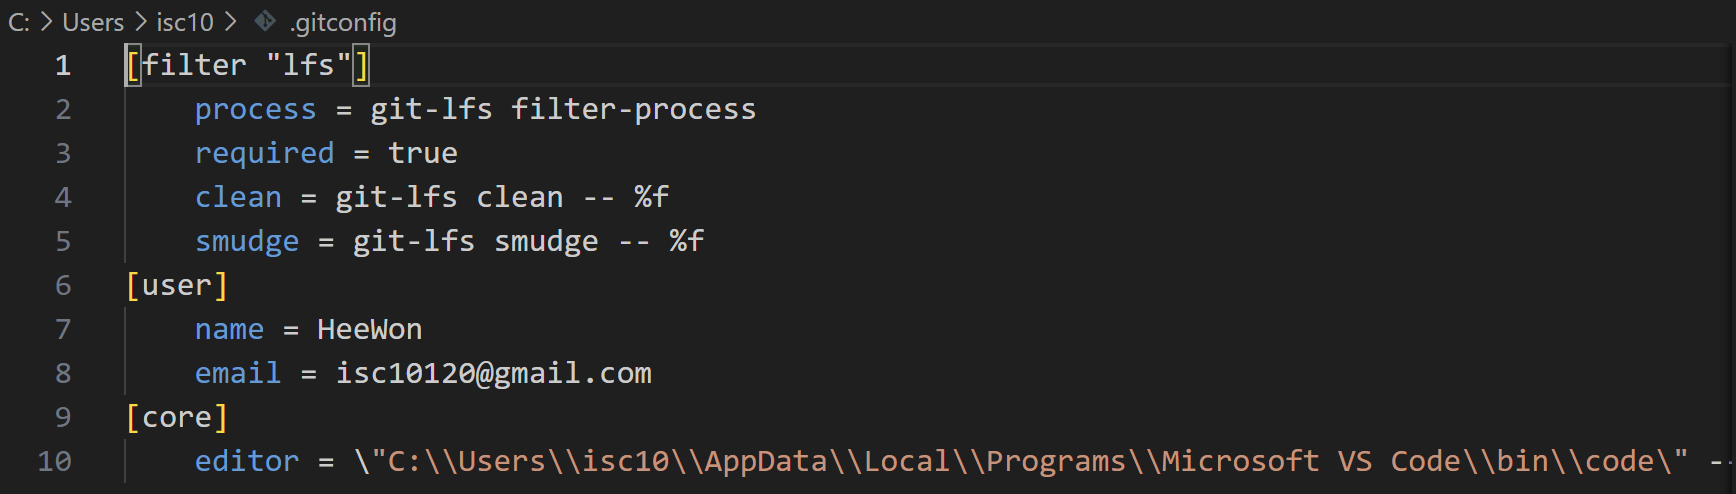 C: > Users > isc10 > .gitconfig
1 [filter "lfs"]
2 process = git-lfs filter-process
3 required = true
4 clean = git-lfs clean -- %f
5 smudge = git-lfs smudge -- %f
6 [user]
7 name = HeeWon
8 email = isc10120@gmail.com
9 [core]
10 editor = \"C:\\Users\\isc10\\AppData\\Local\\Programs\\Microsoft VS Code\\bin\\code\" --